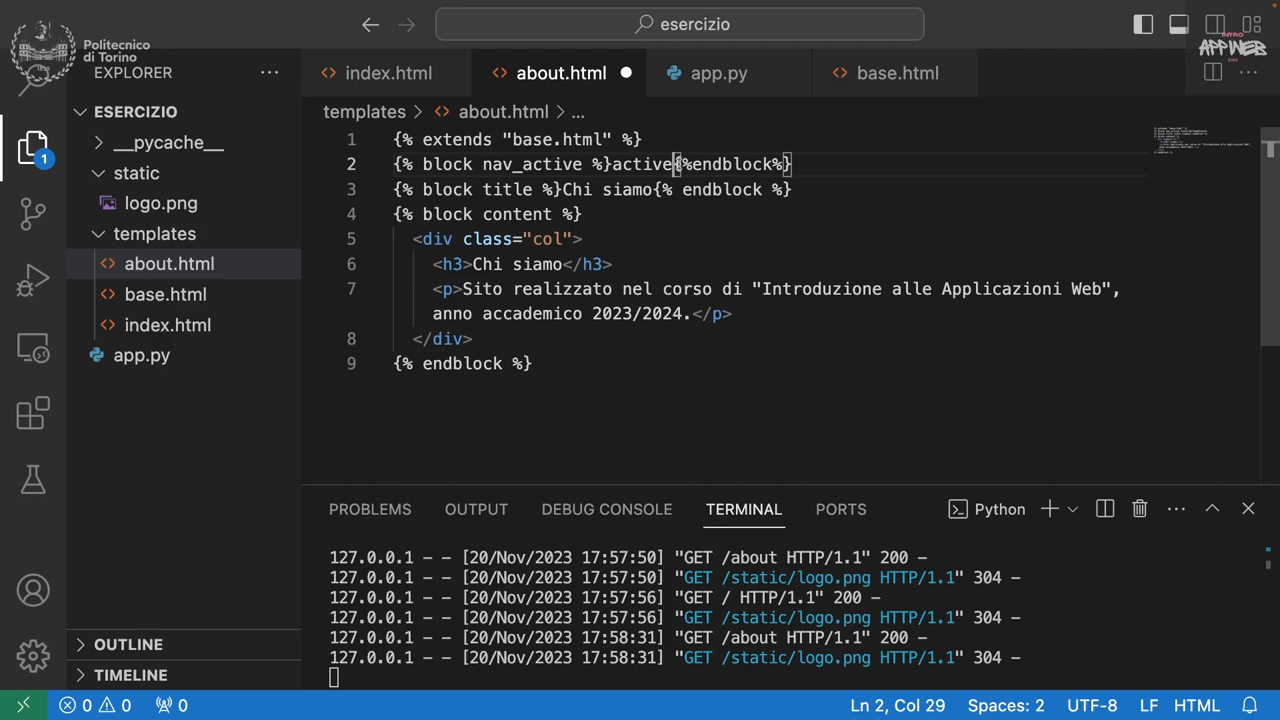 esercizio
Politecnico
di Torino
INTRO
APPIWEB
EXPLORER
index.html
about.html
app.py
base.html
ESERCIZIO
templates > about.html > ...
__pycache__
static
logo.png
templates
about.html
base.html
index.html
app.py
1
1 {% extends "base.html" %}
2 {% block nav_active %}active{%endblock%}
3 {% block title %}Chi siamo{% endblock %}
4 {% block content %}
5 <div class="col">
6 <h3>Chi siamo</h3>
7 <p>Sito realizzato nel corso di "Introduzione alle Applicazioni Web",
anno accademico 2023/2024.</p>
8 </div>
9 {% endblock %}
PROBLEMS OUTPUT DEBUG CONSOLE TERMINAL PORTS Python
127.0.0.1 - - [20/Nov/2023 17:57:50] "GET /about HTTP/1.1" 200 -
127.0.0.1 - - [20/Nov/2023 17:57:50] "GET /static/logo.png HTTP/1.1" 304 -
127.0.0.1 - - [20/Nov/2023 17:57:56] "GET / HTTP/1.1" 200 -
127.0.0.1 - - [20/Nov/2023 17:57:56] "GET /static/logo.png HTTP/1.1" 304 -
127.0.0.1 - - [20/Nov/2023 17:58:31] "GET /about HTTP/1.1" 200 -
127.0.0.1 - - [20/Nov/2023 17:58:31] "GET /static/logo.png HTTP/1.1" 304 -
OUTLINE
TIMELINE
0 0 0 Ln 2, Col 29 Spaces: 2 UTF-8 LF HTML